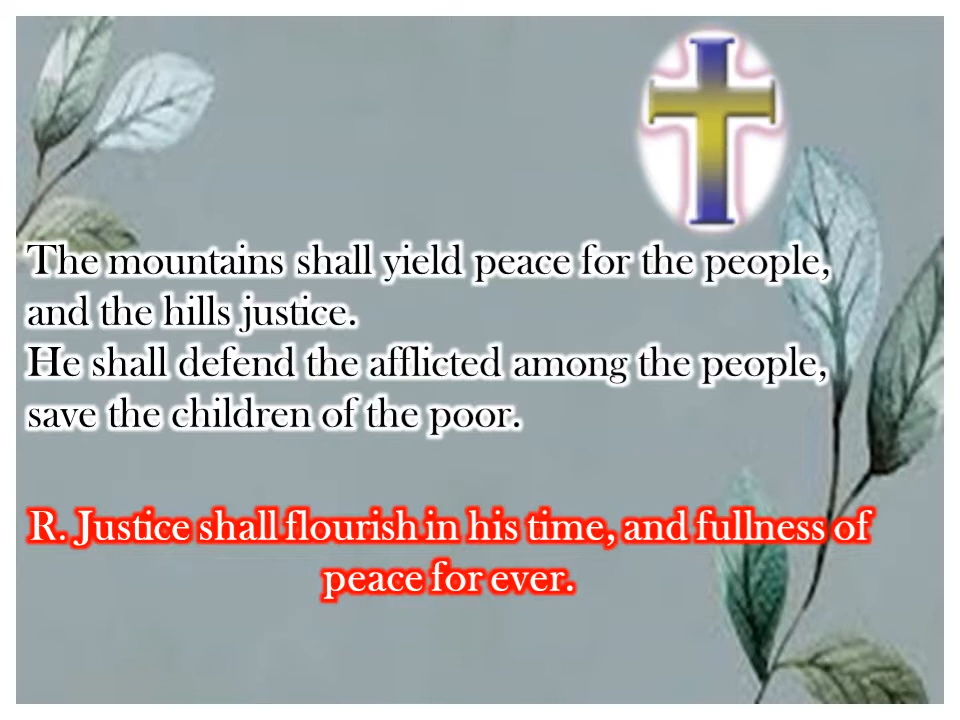 The mountains shall yield peace for the people,
and the hills justice.
He shall defend the afflicted among the people,
save the children of the poor.
R. Justice shall flourish in his time, and fullness of
peace for ever.